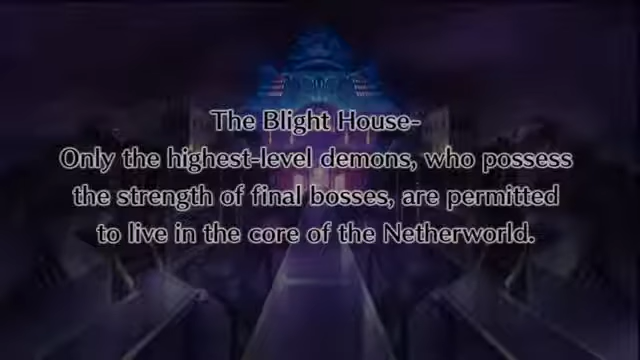 The Blight House-
Only the highest-level demons, who possess
the strength of final bosses, are permitted
to live in the core of the Netherworld.